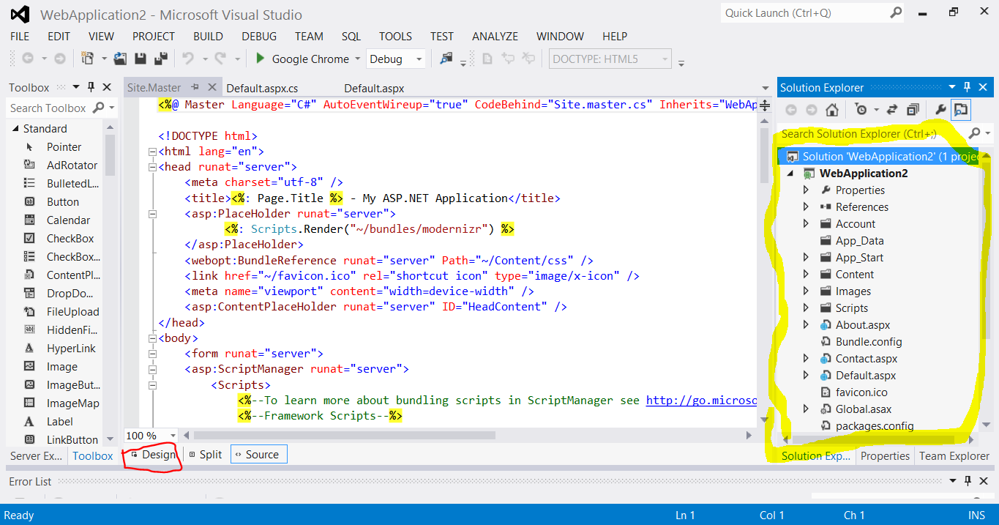 WebApplication2 - Microsoft Visual Studio
Quick Launch (Ctrl+Q)
FILE EDIT VIEW PROJECT BUILD DEBUG TEAM SQL TOOLS TEST ANALYZE WINDOW HELP
Google Chrome Debug DOCTYPE: HTML5
Toolbox
Search Toolbox
Standard
Pointer
AdRotator
BulletedL...
Button
Calendar
CheckBox
CheckBox...
ContentPl...
DropDo...
FileUpload
HiddenFi...
HyperLink
Image
ImageBut...
ImageMap
Label
LinkButton
Server Ex... Toolbox
Site.Master Default.aspx.cs Default.aspx
<%@ Master Language="C#" AutoEventWireup="true" CodeBehind="Site.master.cs" Inherits="WebAp
<!DOCTYPE html>
<html lang="en">
<head runat="server">
<meta charset="utf-8" />
<title><%: Page.Title %> - My ASP.NET Application</title>
<asp:PlaceHolder runat="server">
<%: Scripts.Render("~/bundles/modernizr") %>
</asp:PlaceHolder>
<webopt:BundleReference runat="server" Path="~/Content/css" />
<link href="~/favicon.ico" rel="shortcut icon" type="image/x-icon" />
<meta name="viewport" content="width=device-width" />
<asp:ContentPlaceHolder runat="server" ID="HeadContent" />
</head>
<body>
<form runat="server">
<asp:ScriptManager runat="server">
<Scripts>
<%--To learn more about bundling scripts in ScriptManager see http://go.microso
<%--Framework Scripts--%>
100 %
Design Split Source
Solution Explorer
Search Solution Explorer (Ctrl+;)
Solution 'WebApplication2' (1 projec
WebApplication2
Properties
References
Account
App_Data
App_Start
Content
Images
Scripts
About.aspx
Bundle.config
Contact.aspx
Default.aspx
favicon.ico
Global.asax
packages.config
Solution Exp... Properties Team Explorer
Error List
Ready Ln 1 Col 1 Ch 1 INS